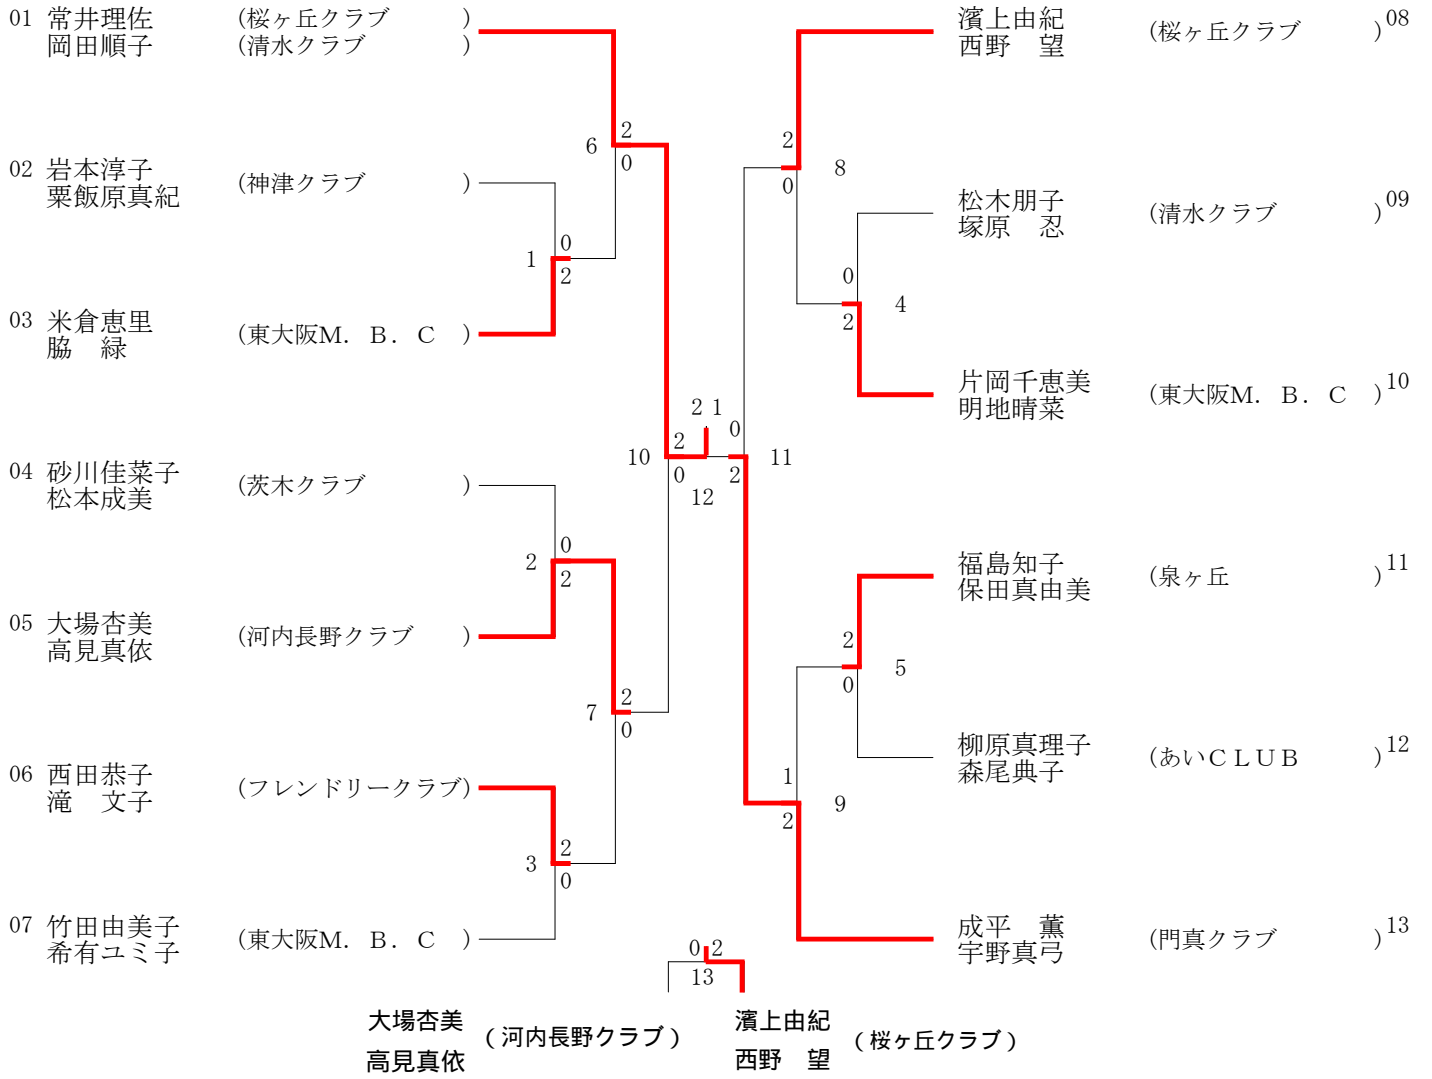 01 常井理佐 (桜ヶ丘クラブ )
岡田順子 (清水クラブ )
02 岩本淳子
粟飯原真紀 (神津クラブ )
03 米倉恵里
脇 緑 (東大阪M. B. C )
04 砂川佳菜子
松本成美 (茨木クラブ )
05 大場杏美
高見真依 (河内長野クラブ )
06 西田恭子
滝 文子 (フレンドリークラブ)
07 竹田由美子
希有ユミ子 (東大阪M. B. C )
6
2
0
1
0
2
2
0
2
7
2
0
3
2
0
10
2
0
2 1
12
0
2
11
2
0
8
0
2
4
2
0
5
1
2
9
濱上由紀
西野 望 (桜ヶ丘クラブ ) 08
松木朋子
塚原 忍 (清水クラブ ) 09
片岡千恵美
明地晴菜 (東大阪M. B. C ) 10
福島知子
保田真由美 (泉ヶ丘 ) 11
柳原真理子
森尾典子 (あいCLUB ) 12
成平 薫
宇野真弓 (門真クラブ ) 13
0 2
13
大場杏美
高見真依 (河内長野クラブ)
濱上由紀
西野 望 (桜ヶ丘クラブ)